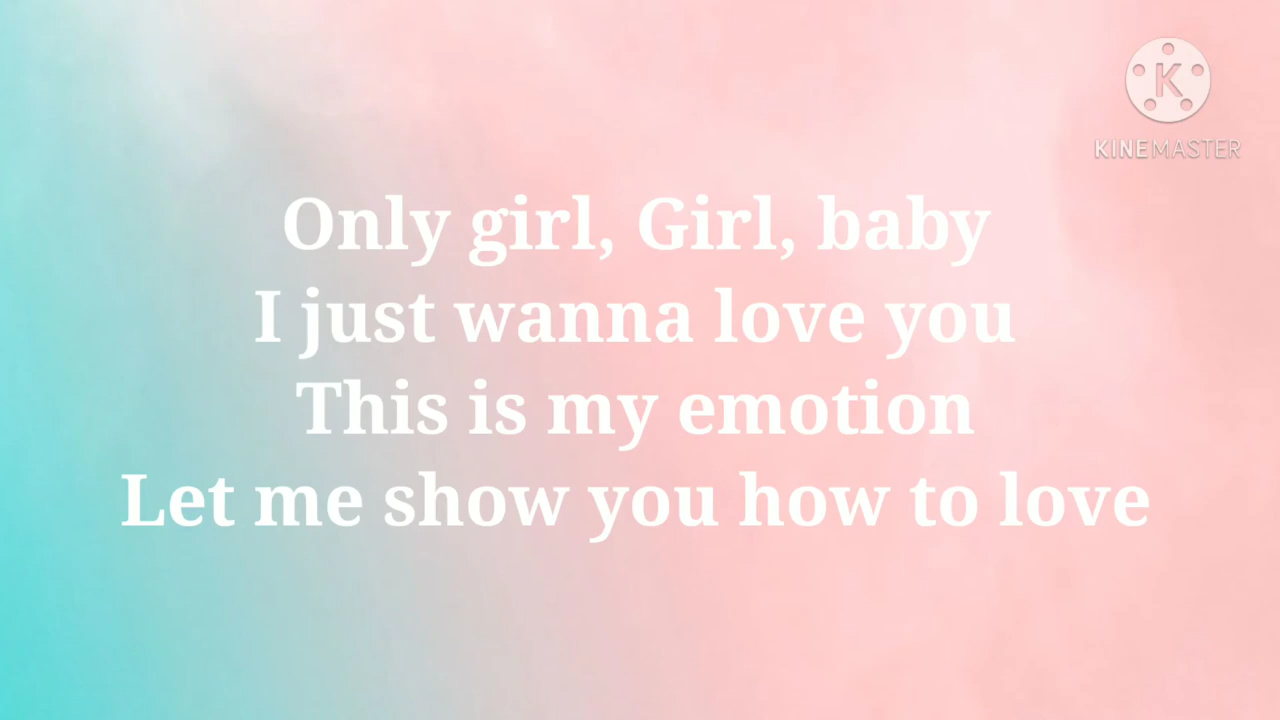 K
KINEMASTER
Only girl, Girl, baby
I just wanna love you
This is my emotion
Let me show you how to love